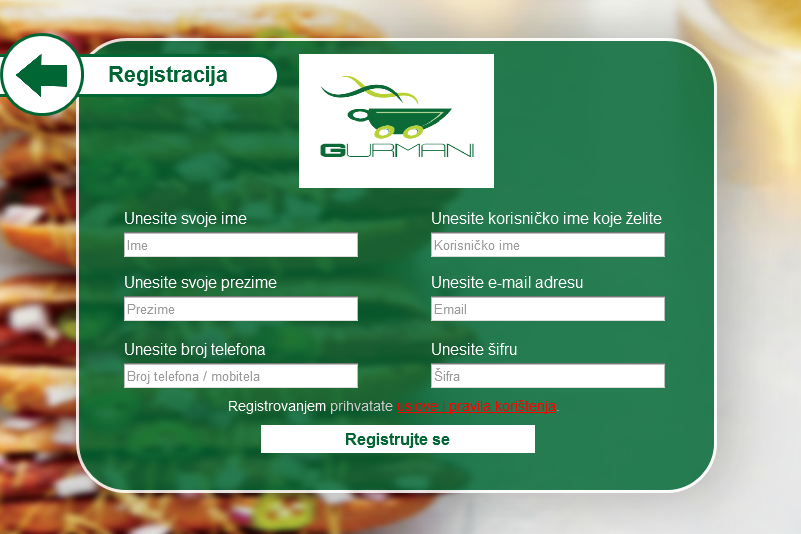 Registracija
GURMANI
Unesite svoje ime
Ime
Unesite korisničko ime koje želite
Korisničko ime
Unesite svoje prezime
Prezime
Unesite e-mail adresu
Email
Unesite broj telefona
Broj telefona / mobitela
Unesite šifru
Šifra
Registrovanjem prihvatate uslove i pravila korištenja.
Registrujte se